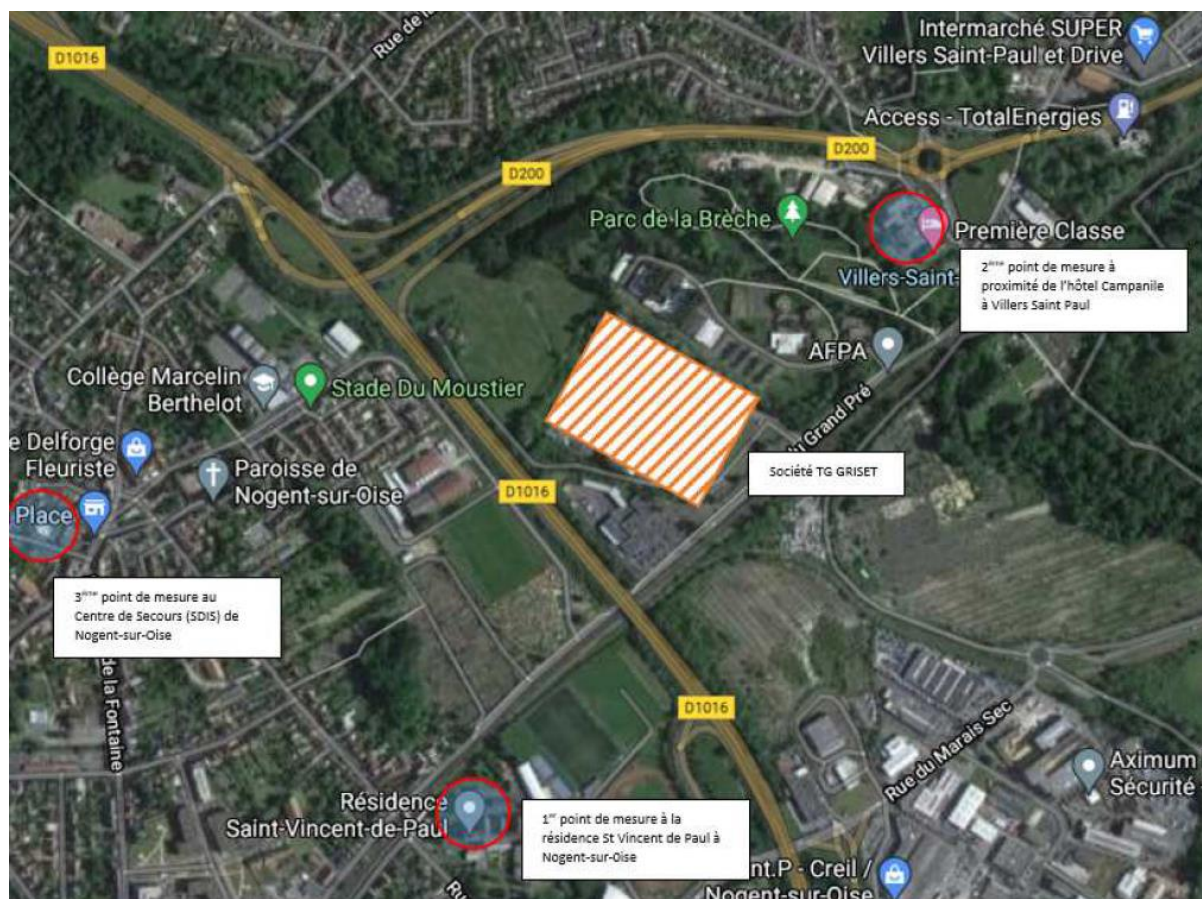 Intermarché SUPER
Villers Saint-Paul et Drive
D1016
Rue de
Access - TotalEnergies
D200
D200
Parc de la Brèche
Première Classe
Villers-Saint-
2ème point de mesure à
proximité de l'hôtel Campanile
à Villers Saint Paul
AFPA
Collège Marcelin
Berthelot
Stade Du Moustier
du Grand Pré
e Delforge
Fleuriste
Paroisse de
Nogent-sur-Oise
Société TG GRISET
D1016
Place
3ème point de mesure au
Centre de Secours (SDIS) de
Nogent-sur-Oise
de la Fontaine
D1016
Rue du Marais Sec
Aximum
Sécurité
Résidence
Saint-Vincent-de-Paul
1er point de mesure à la
résidence St Vincent de Paul à
Nogent-sur-Oise
nt.P - Creil /
Nogent-sur-Oise
Ru